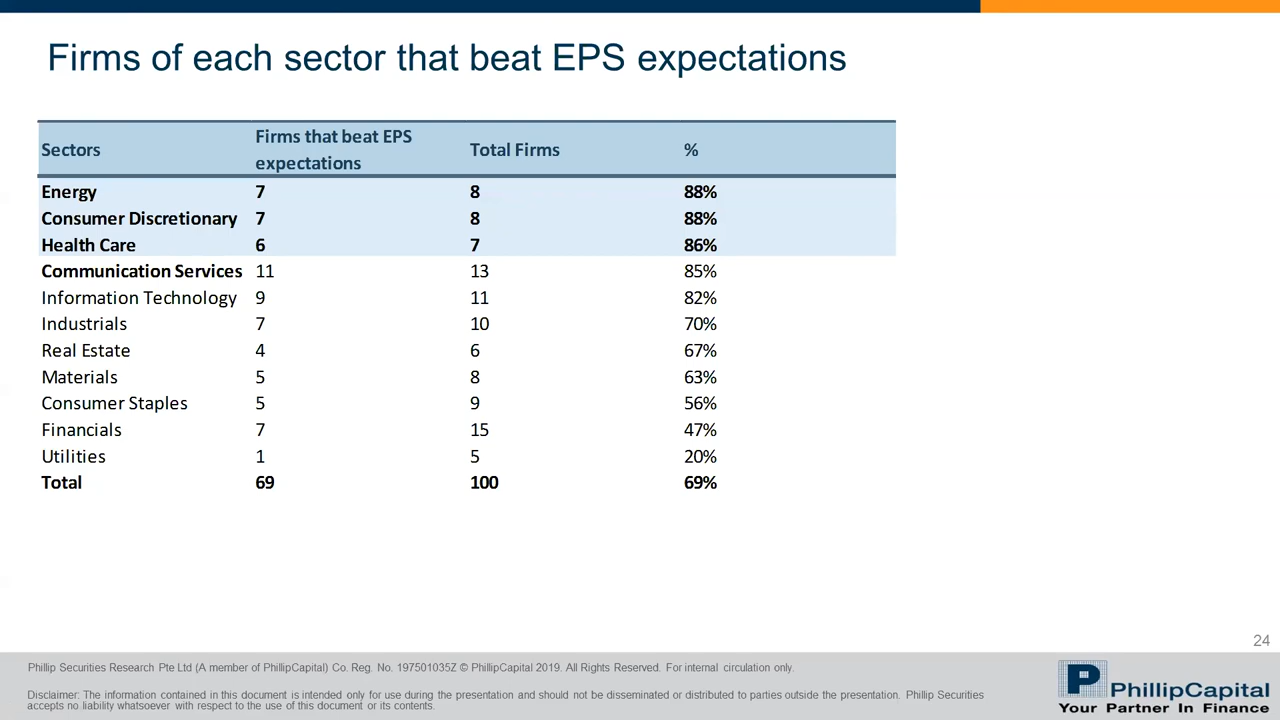 Firms of each sector that beat EPS expectations
Sectors Firms that beat EPS expectations Total Firms %
Energy 7 8 88%
Consumer Discretionary 7 8 88%
Health Care 6 7 86%
Communication Services 11 13 85%
Information Technology 9 11 82%
Industrials 7 10 70%
Real Estate 4 6 67%
Materials 5 8 63%
Consumer Staples 5 9 56%
Financials 7 15 47%
Utilities 1 5 20%
Total 69 100 69%
24
Phillip Securities Research Pte Ltd (A member of PhillipCapital) Co. Reg. No. 197501035Z © PhillipCapital 2019. All Rights Reserved. For internal circulation only.
Disclaimer: The information contained in this document is intended only for use during the presentation and should not be disseminated or distributed to parties outside the presentation. Phillip Securities
accepts no liability whatsoever with respect to the use of this document or its contents.
P PhillipCapital
Your Partner In Finance